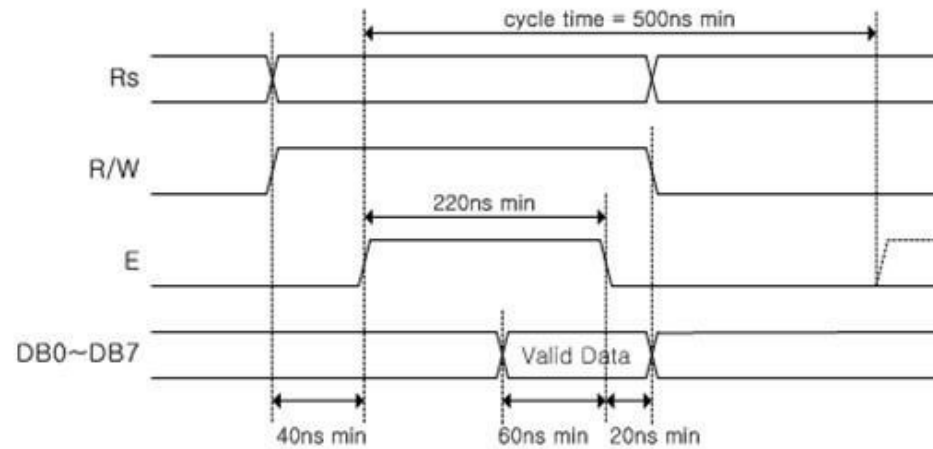 cycle time = 500ns min
Rs
R/W
220ns min
E
DB0~DB7
Valid Data
40ns min
60ns min
20ns min